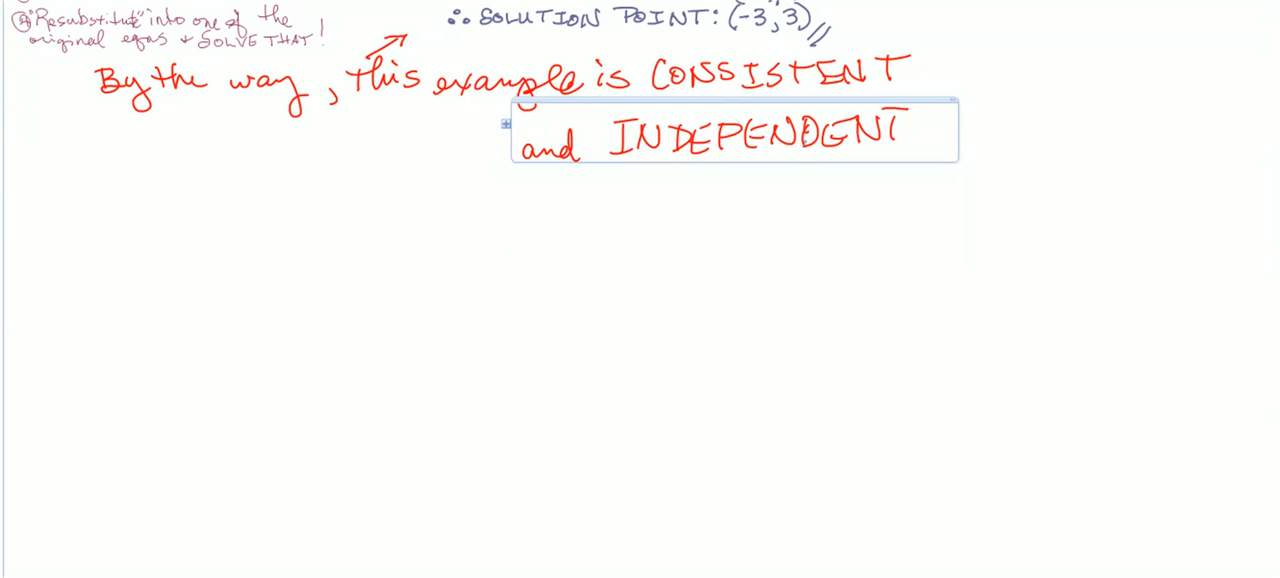 ④"Resubstitute" into one of the
original eqns & SOLVE THAT!
∴ SOLUTION POINT: (-3, 3)//
By the way, this example is CONSISTENT
and INDEPENDENT